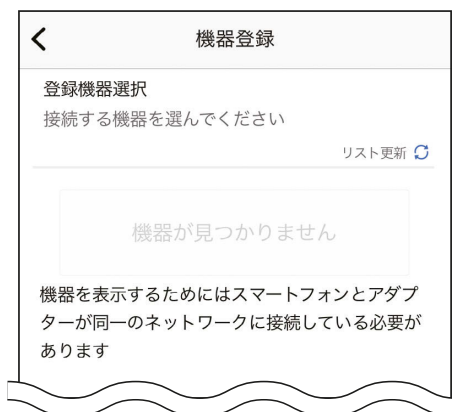 機器登録
登録機器選択
接続する機器を選んでください
リスト更新
機器が見つかりません
機器を表示するためにはスマートフォンとアダプ
ターが同一のネットワークに接続している必要が
あります